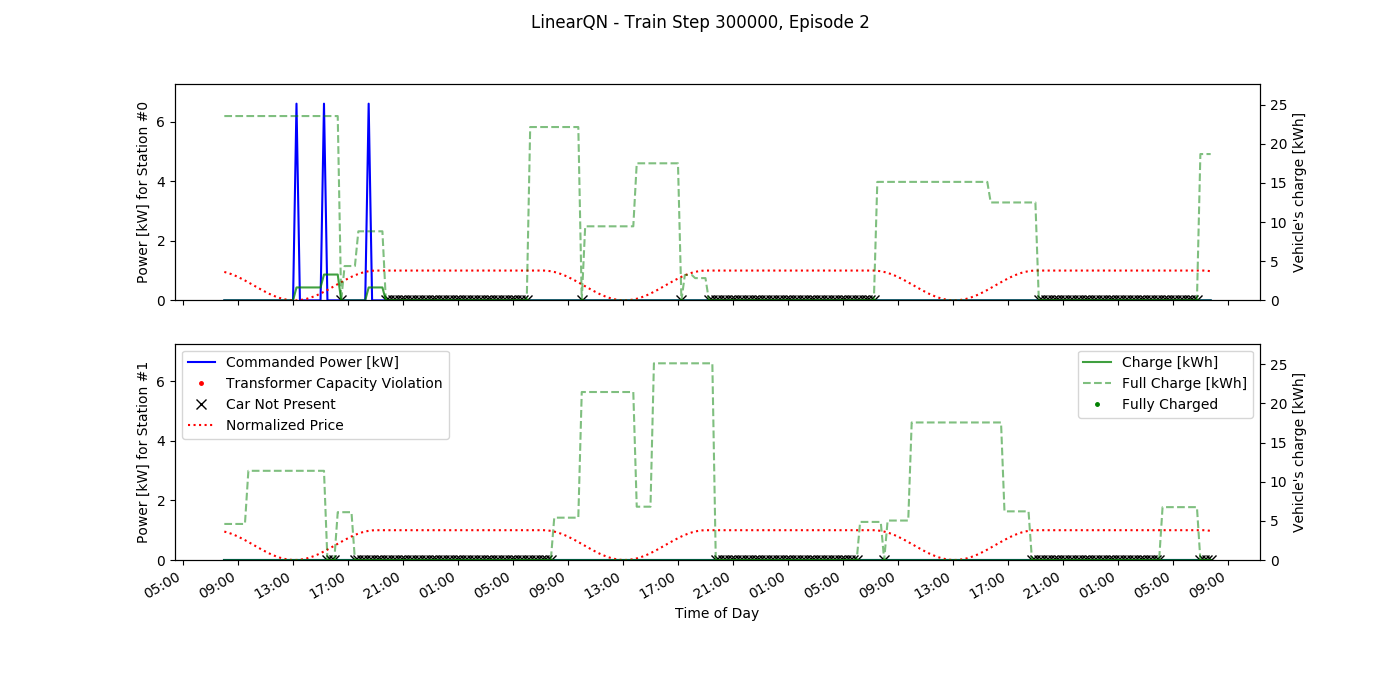 LinearQN - Train Step 300000, Episode 2
Power [kW] for Station #0
6
4
2
0
25
20
15
10
5
0
Vehicle's charge [kWh]
Power [kW] for Station #1
6
4
2
0
Commanded Power [kW]
Transformer Capacity Violation
Car Not Present
Normalized Price
Charge [kWh]
Full Charge [kWh]
Fully Charged
25
20
15
10
5
0
Vehicle's charge [kWh]
05:00 09:00 13:00 17:00 21:00 01:00 05:00 09:00 13:00 17:00 21:00 01:00 05:00 09:00 13:00 17:00 21:00 01:00 05:00 09:00
Time of Day